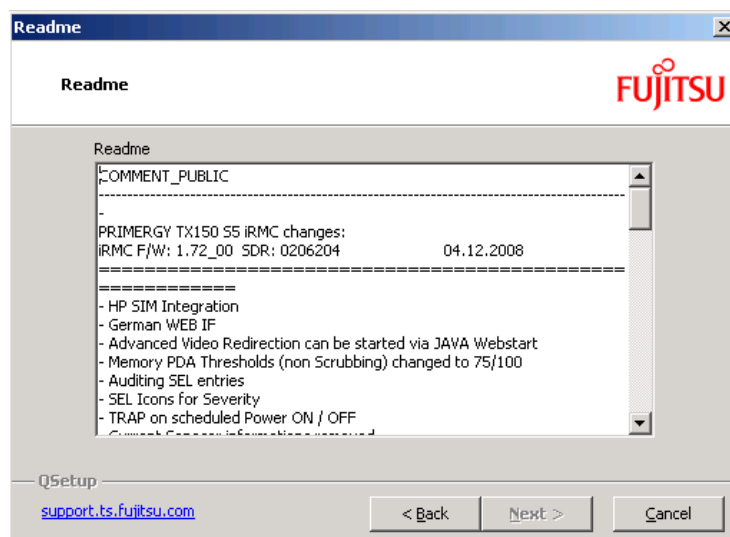 Readme
Readme
FUJITSU
Readme
COMMENT_PUBLIC
--------------------------------------------------------------------------------------------------------
-
PRIMERGY TX150 S5 iRMC changes:
iRMC F/W: 1.72_00 SDR: 0206204 04.12.2008
==============================================
============
- HP SIM Integration
- German WEB IF
- Advanced Video Redirection can be started via JAVA Webstart
- Memory PDA Thresholds (non Scrubbing) changed to 75/100
- Auditing SEL entries
- SEL Icons for Severity
- TRAP on scheduled Power ON / OFF
QSetup
support.ts.fujitsu.com
< Back
Next >
Cancel